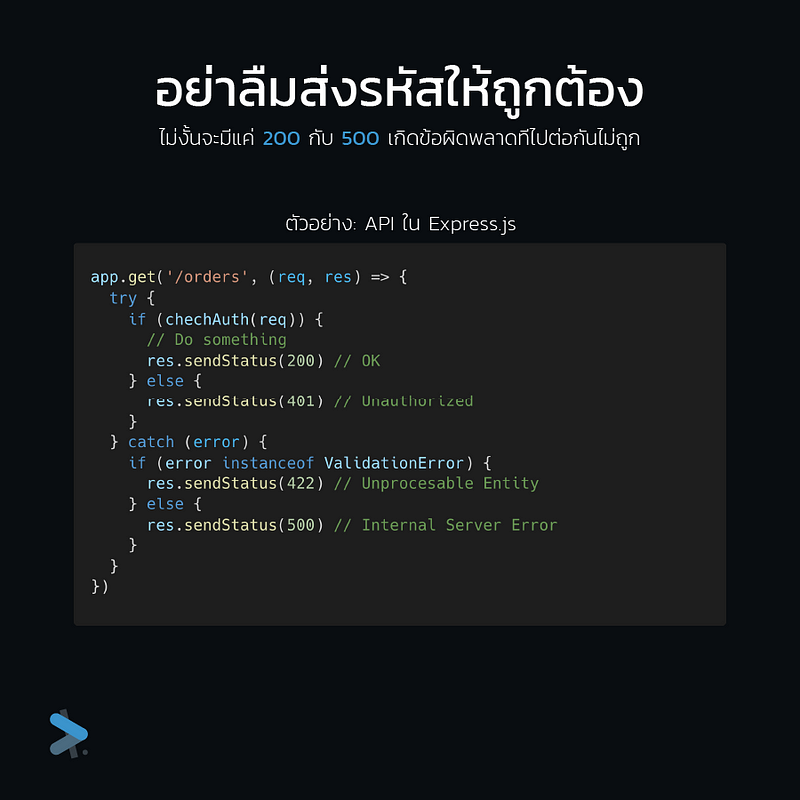 อย่าลืมส่งรหัสให้ถูกต้อง
ไม่งั้นจะมีแค่ 200 กับ 500 เกิดข้อผิดพลาดทีไปต่อกันไม่ถูก
ตัวอย่าง: API ใน Express.js
app.get('/orders', (req, res) => {
  try {
    if (chechAuth(req)) {
      // Do something
      res.sendStatus(200) // OK
    } else {
      res.sendStatus(401) // Unauthorized
    }
  } catch (error) {
    if (error instanceof ValidationError) {
      res.sendStatus(422) // Unprocesable Entity
    } else {
      res.sendStatus(500) // Internal Server Error
    }
  }
})